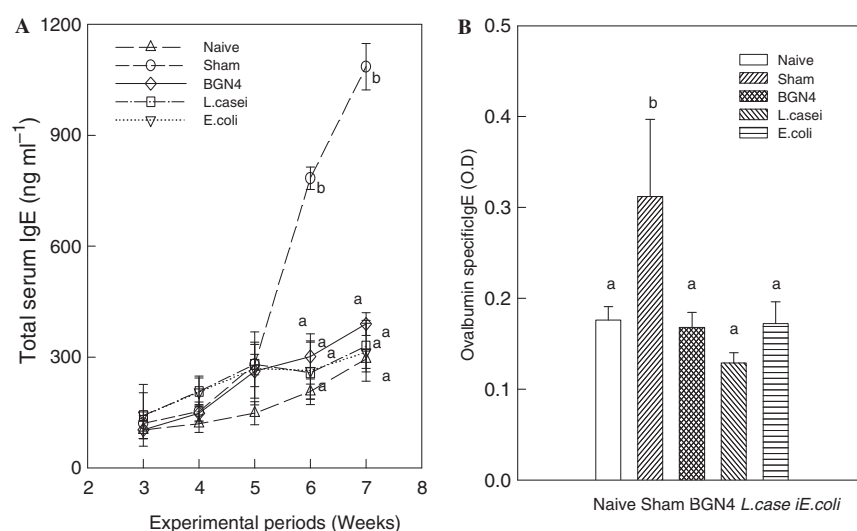 A
1200
900
600
300
0
Total serum IgE (ng ml−1)
Naive
Sham
BGN4
L.casei
E.coli
b
b
a
a
a
a
a
a
a
a
2 3 4 5 6 7 8
Experimental periods (Weeks)
B
0.5
0.4
0.3
0.2
0.1
0.0
Ovalbumin specificIgE (O.D)
Naive
Sham
BGN4
L.casei
E.coli
a
b
a
a
a
Naive Sham BGN4 L.case iE.coli